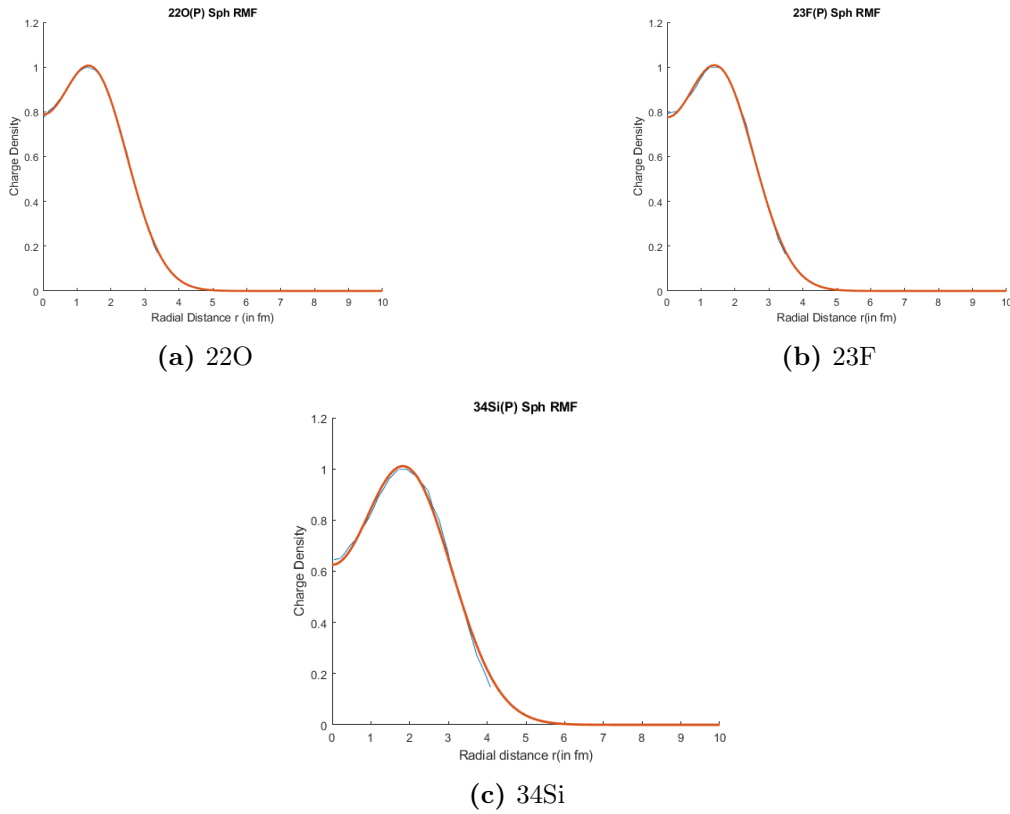 22O(P) Sph RMF
1.2
1
0.8
0.6
0.4
0.2
0
Charge Density
0 1 2 3 4 5 6 7 8 9 10
Radial Distance r (in fm)
(a) 22O
23F(P) Sph RMF
1.2
1
0.8
0.6
0.4
0.2
0
Charge Density
0 1 2 3 4 5 6 7 8 9 10
Radial Distance r(in fm)
(b) 23F
34Si(P) Sph RMF
1.2
1
0.8
0.6
0.4
0.2
0
Charge Density
0 1 2 3 4 5 6 7 8 9 10
Radial distance r(in fm)
(c) 34Si